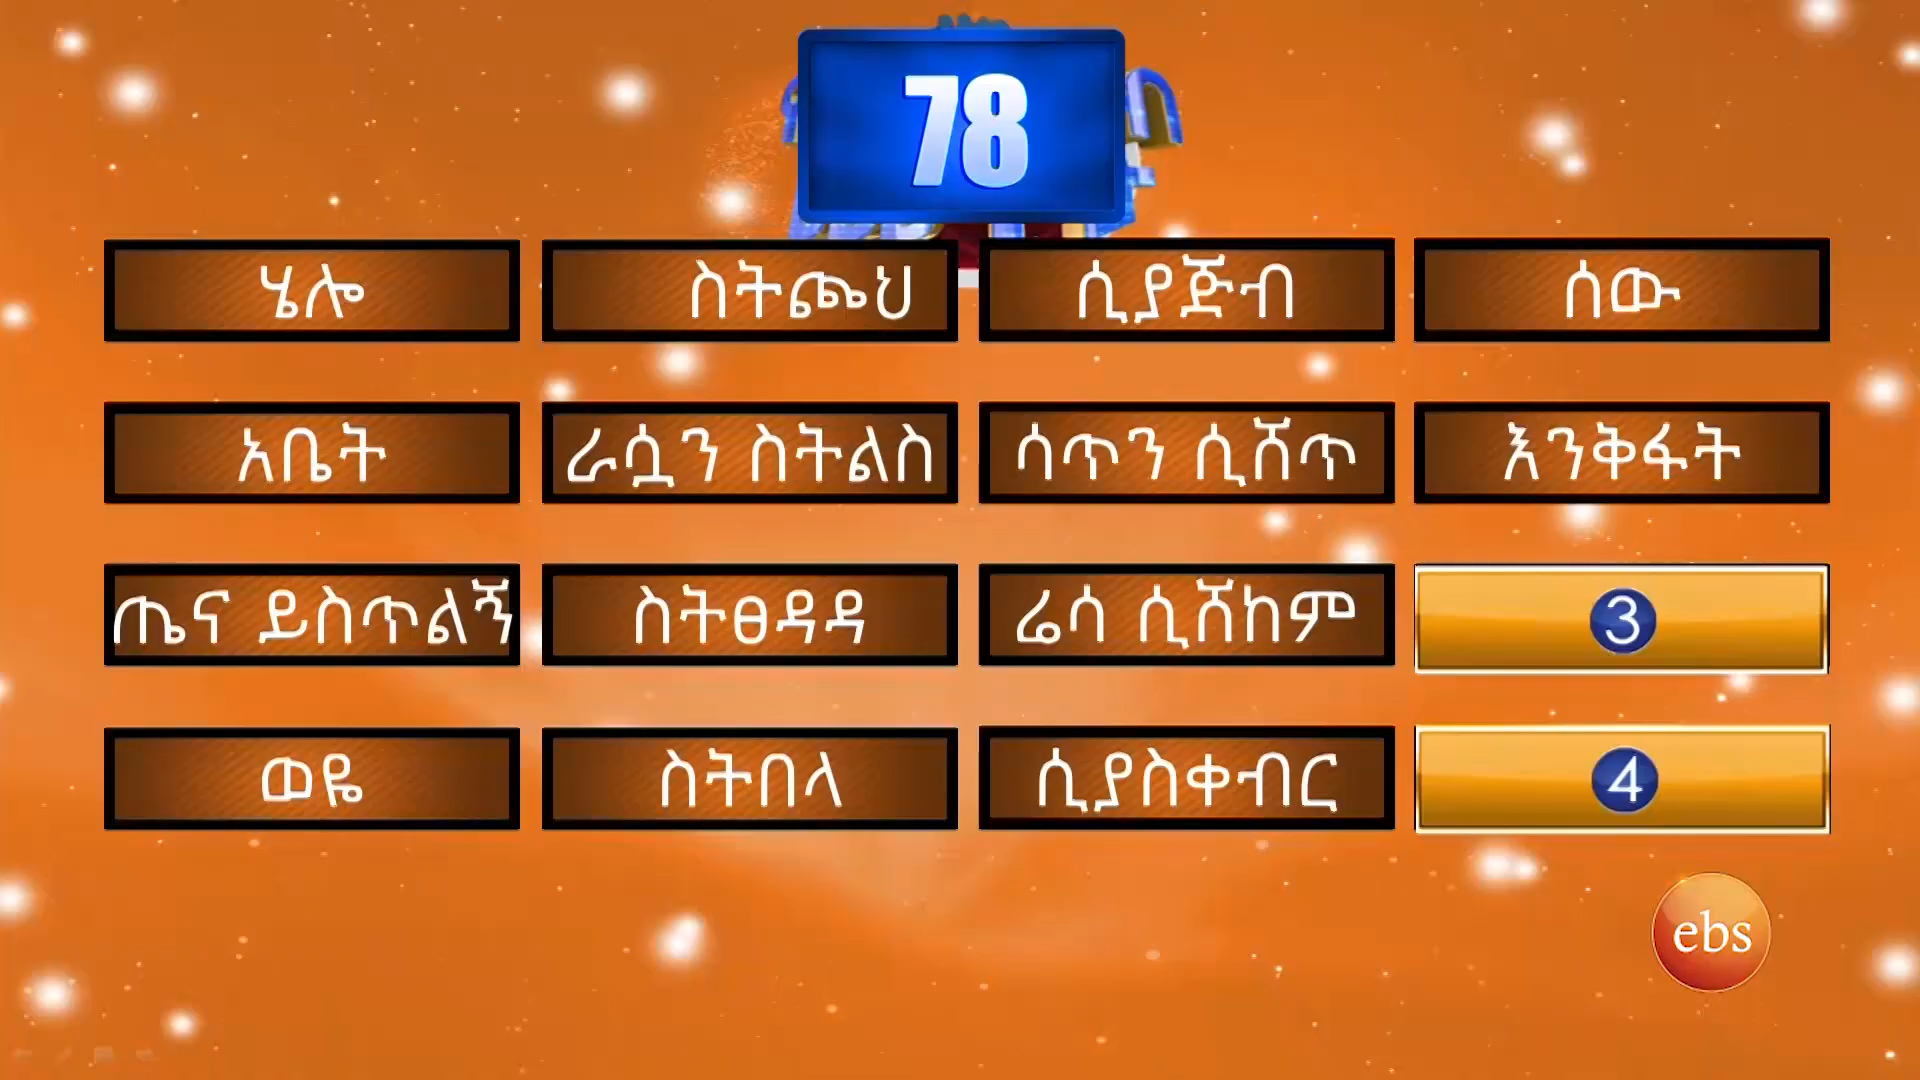 78
ሄሎ
ስትጮህ
ሲያጅብ
ሰው
አቤት
ራሷን ስትልስ
ሳጥን ሲሸጥ
እንቅፋት
ጤና ይስጥልኝ
ስትፀዳዳ
ሬሳ ሲሸከም
3
ወዬ
ስትበላ
ሲያስቀብር
4
ebs